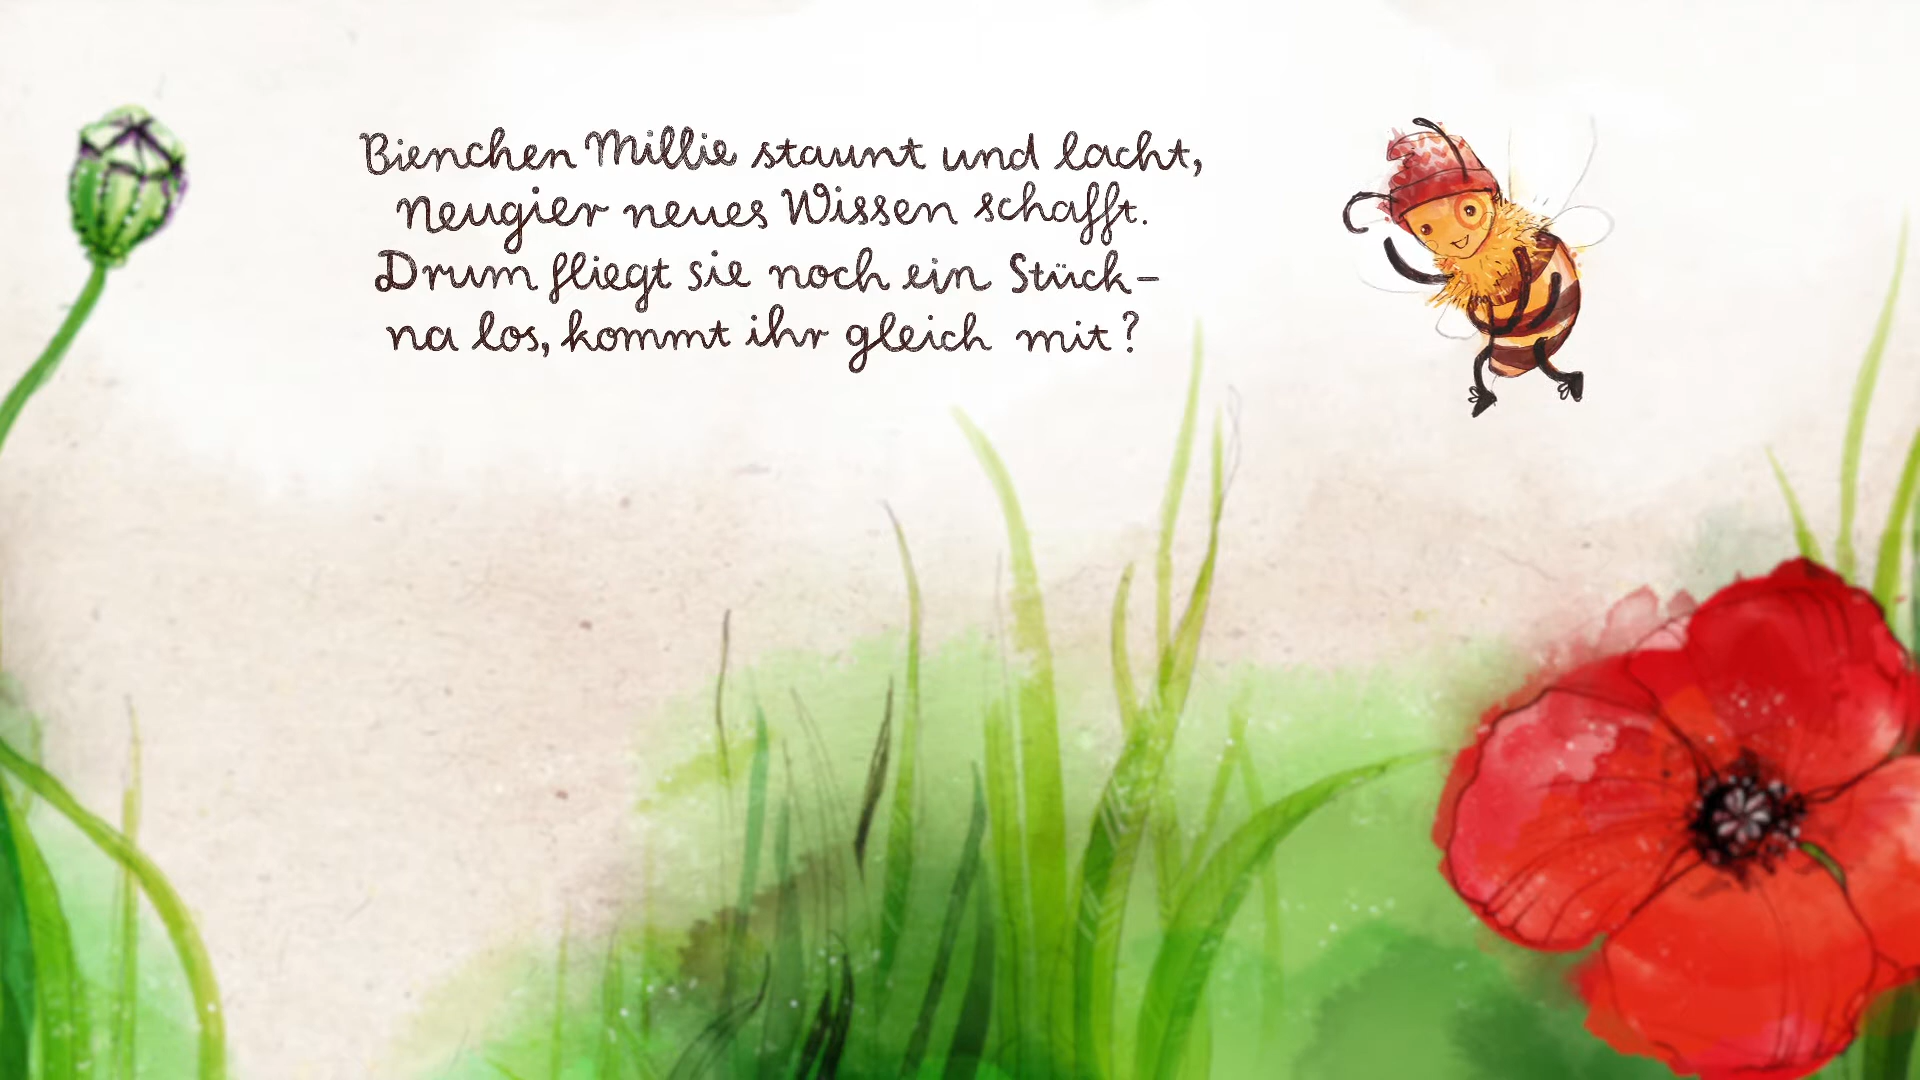 Bienchen Millie staunt und lacht,
Neugier neues Wissen schafft.
Drum fliegt sie noch ein Stück –
na los, kommt ihr gleich mit?